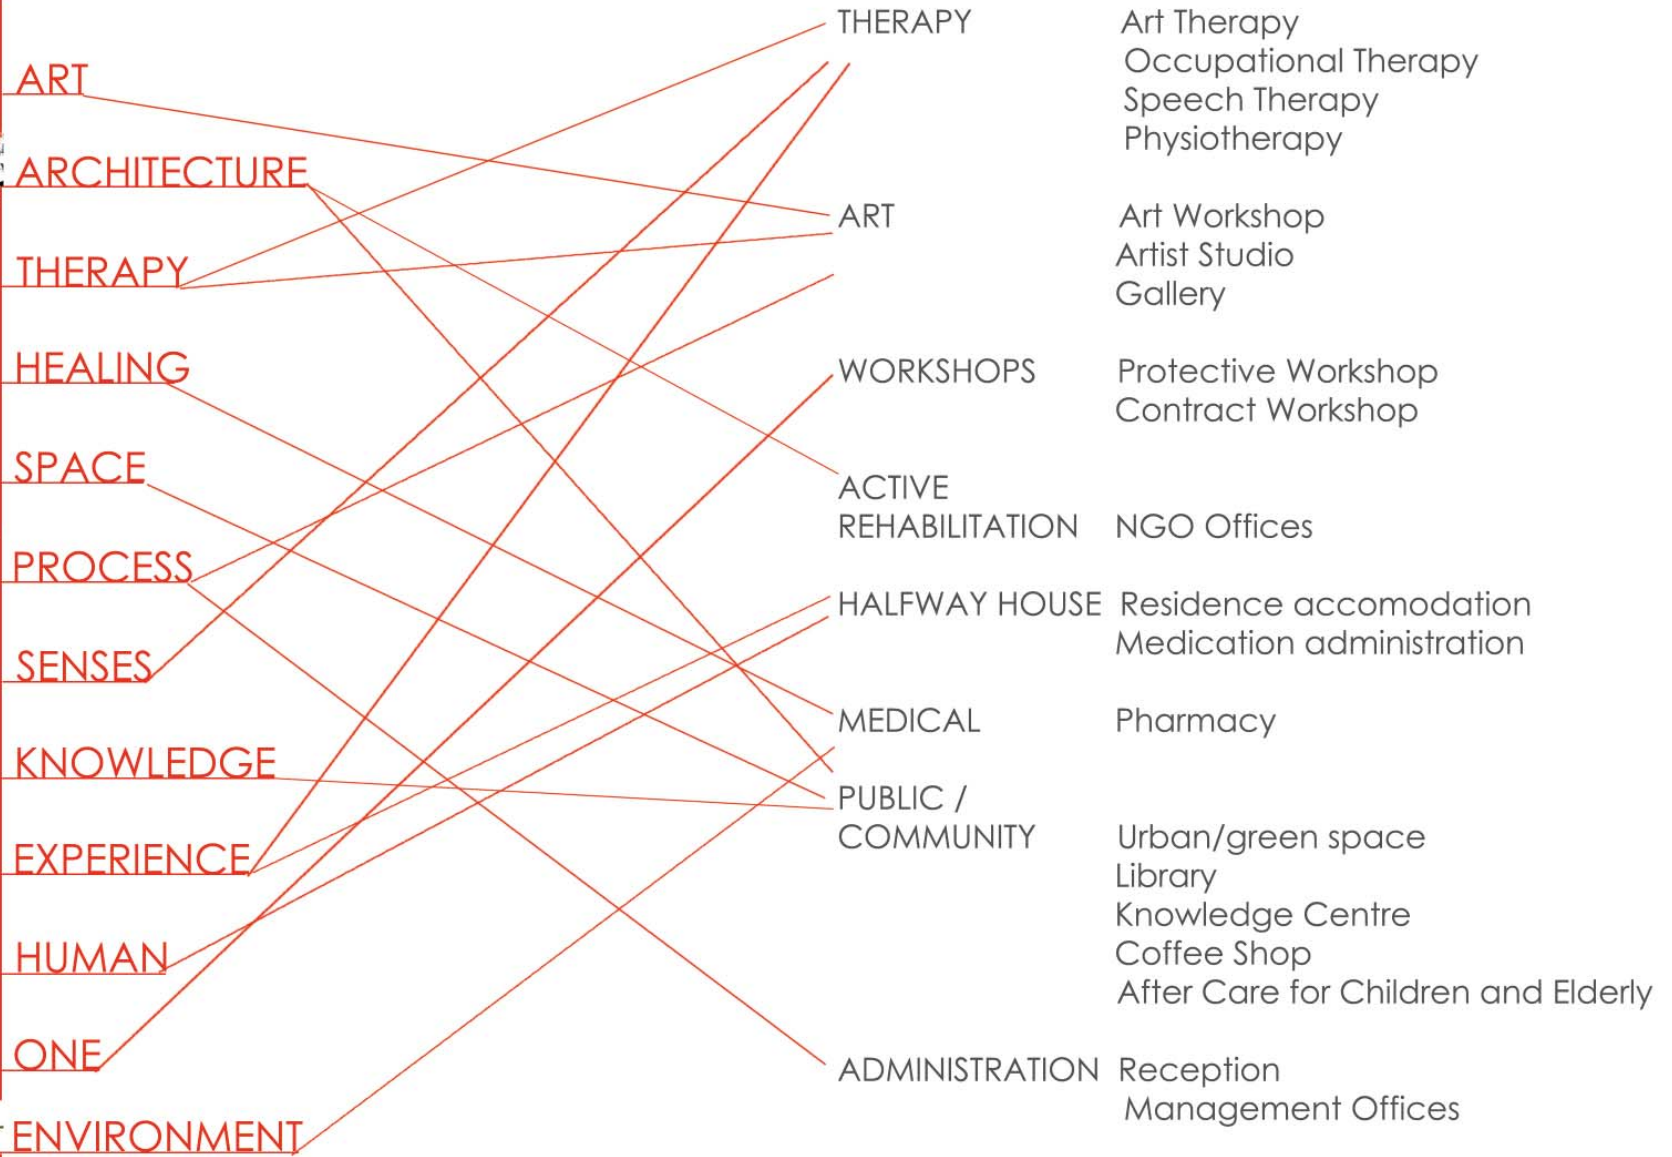 ART
ARCHITECTURE
THERAPY
HEALING
SPACE
PROCESS
SENSES
KNOWLEDGE
EXPERIENCE
HUMAN
ONE
ENVIRONMENT
THERAPY Art Therapy
Occupational Therapy
Speech Therapy
Physiotherapy
ART Art Workshop
Artist Studio
Gallery
WORKSHOPS Protective Workshop
Contract Workshop
ACTIVE
REHABILITATION NGO Offices
HALFWAY HOUSE Residence accomodation
Medication administration
MEDICAL Pharmacy
PUBLIC /
COMMUNITY Urban/green space
Library
Knowledge Centre
Coffee Shop
After Care for Children and Elderly
ADMINISTRATION Reception
Management Offices